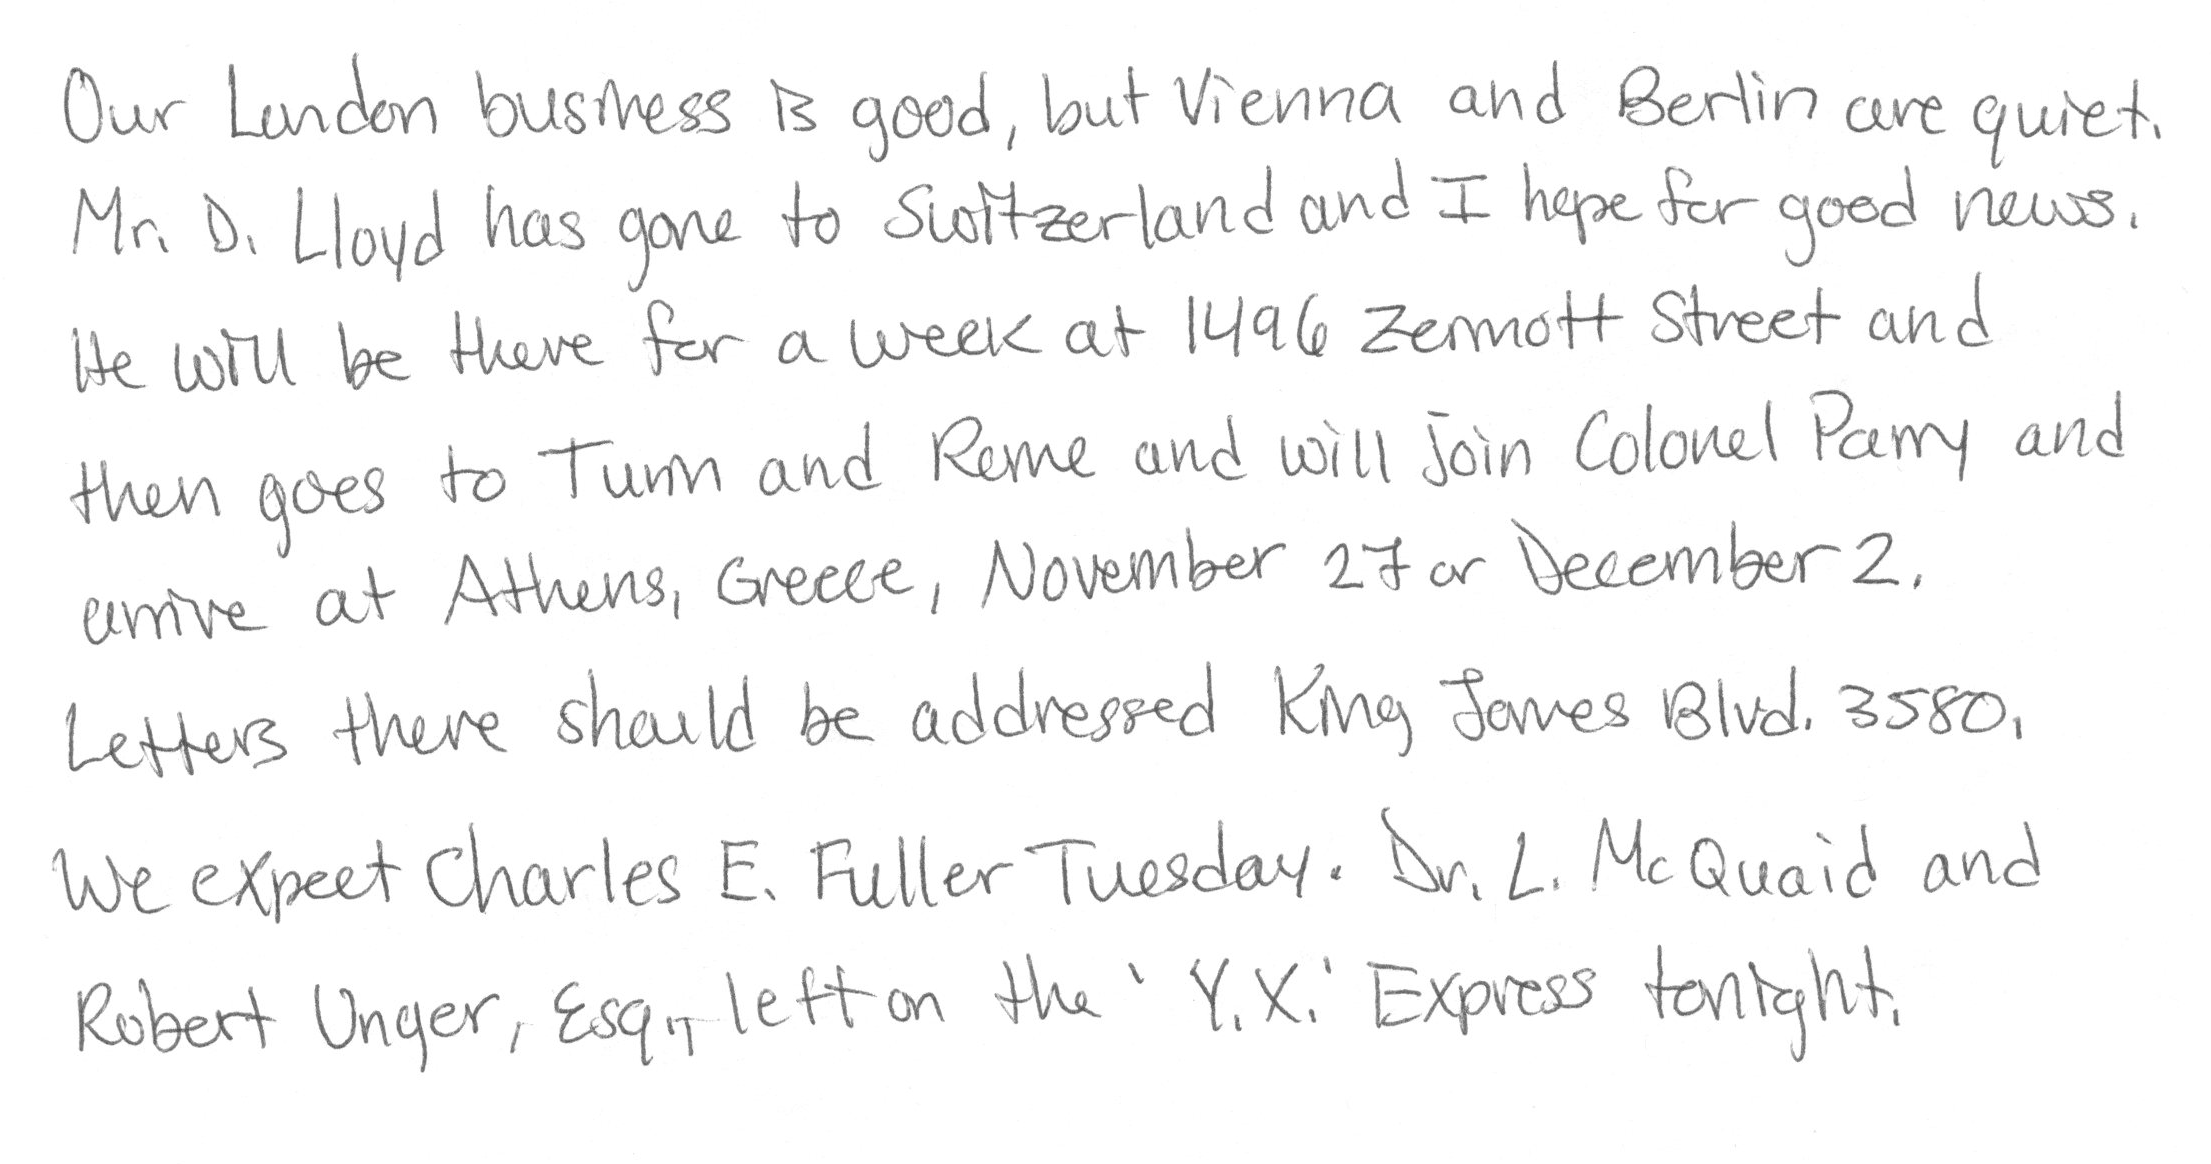 Our London business is good, but Vienna and Berlin are quiet.
Mr. D. Lloyd has gone to Switzerland and I hope for good news.
He will be there for a week at 1496 Zermott Street and
then goes to Turin and Rome and will join Colonel Parry and
arrive at Athens, Greece, November 27 or December 2.
Letters there should be addressed King James Blvd. 3580.
We expect Charles E. Fuller Tuesday. Dr. L. McQuaid and
Robert Unger, Esq., left on the 'Y.X.' Express tonight.